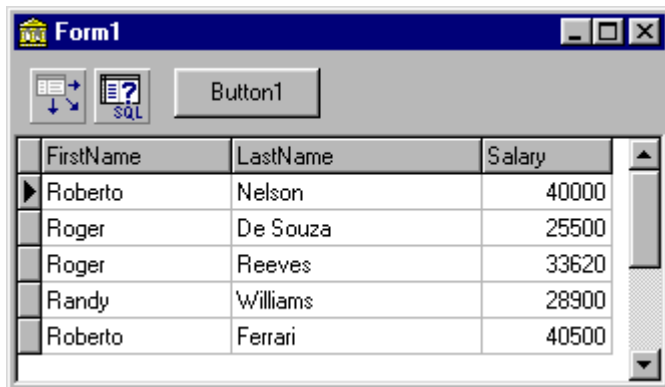 Form1
SQL Button1
FirstName LastName Salary
Roberto Nelson 40000
Roger De Souza 25500
Roger Reeves 33620
Randy Williams 28900
Roberto Ferrari 40500